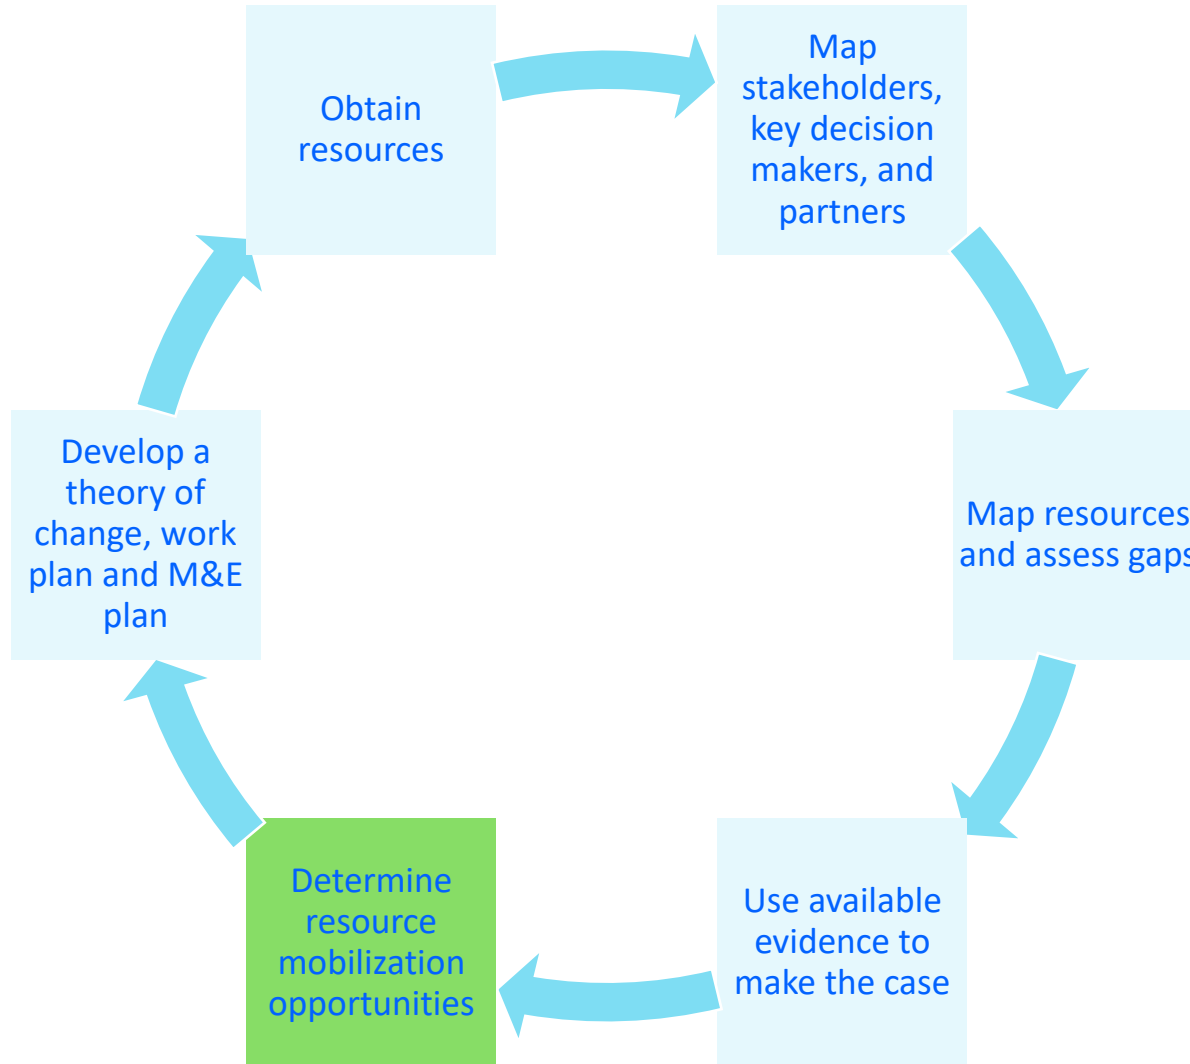 Obtain
resources
Map
stakeholders,
key decision
makers, and
partners
Map resources
and assess gaps
Use available
evidence to
make the case
Determine
resource
mobilization
opportunities
Develop a
theory of
change, work
plan and M&E
plan